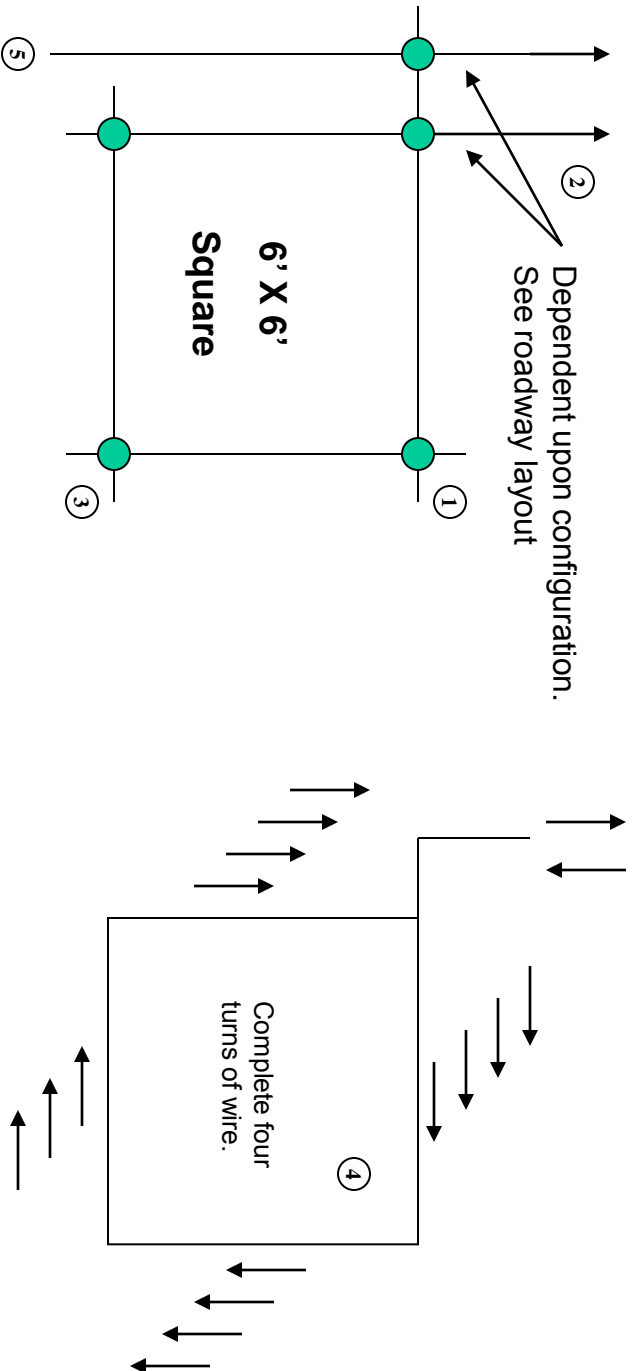 2
Dependent upon configuration.
See roadway layout
1
6’ X 6’
Square
3
5
4
Complete four
turns of wire.